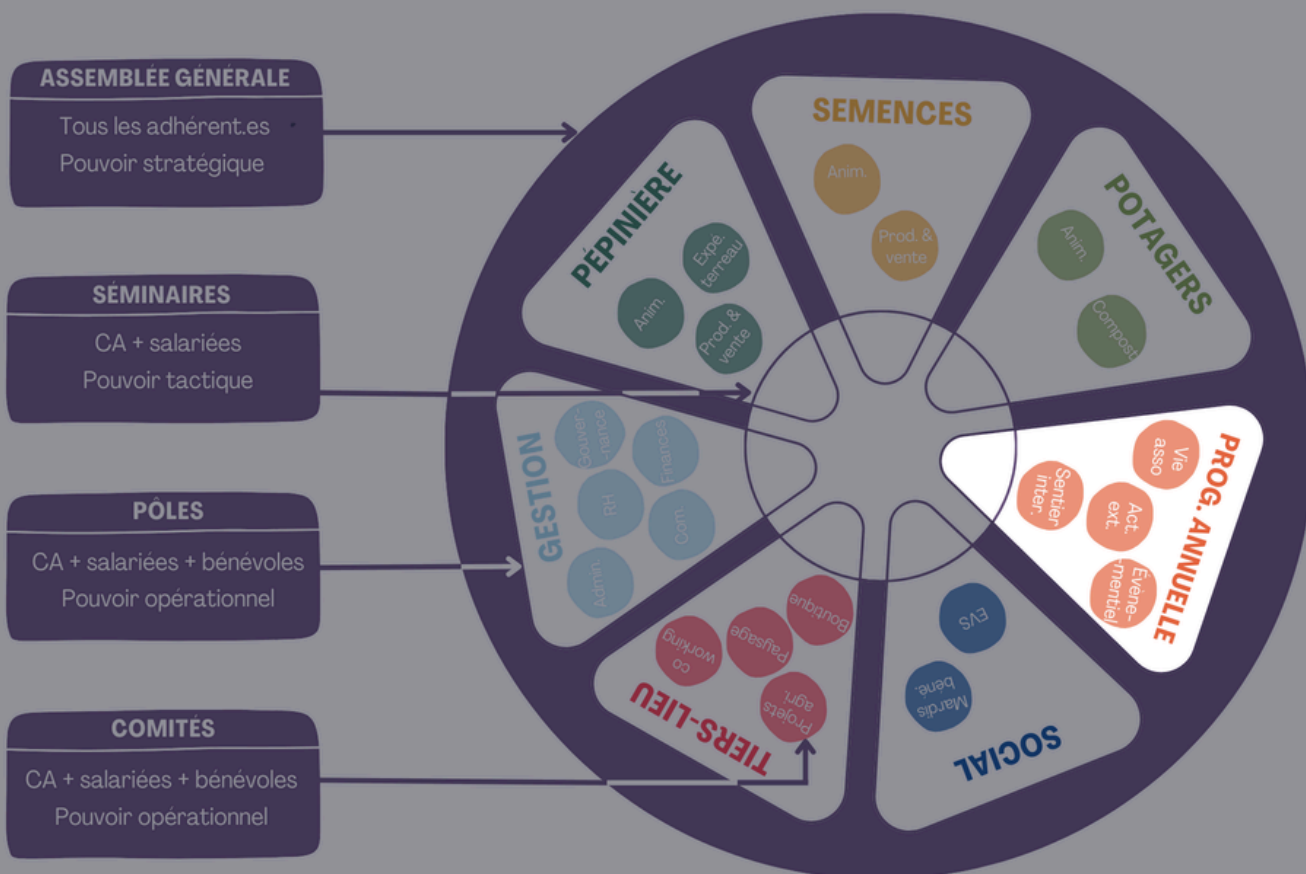 ASSEMBLÉE GÉNÉRALE
Tous les adhérent.es
Pouvoir stratégique
SÉMINAIRES
CA + salariées
Pouvoir tactique
PÔLES
CA + salariées + bénévoles
Pouvoir opérationnel
COMITÉS
CA + salariées + bénévoles
Pouvoir opérationnel
SEMENCES
Anim.
Prod. &
vente
POTAGERS
Anim.
Compost
PROG. ANNUELLE
Vie
asso
Act.
ext.
Sentier
inter.
Évène-
-mentiel
SOCIAL
EVS
Mardis
béné.
TIERS-LIEU
Boutique
Paysage
co
working
Projets
agri.
GESTION
Gouver-
-nance
Finances
RH
Com.
Admin.
PÉPINIÈRE
Expé.
terreau
Anim.
Prod. &
vente